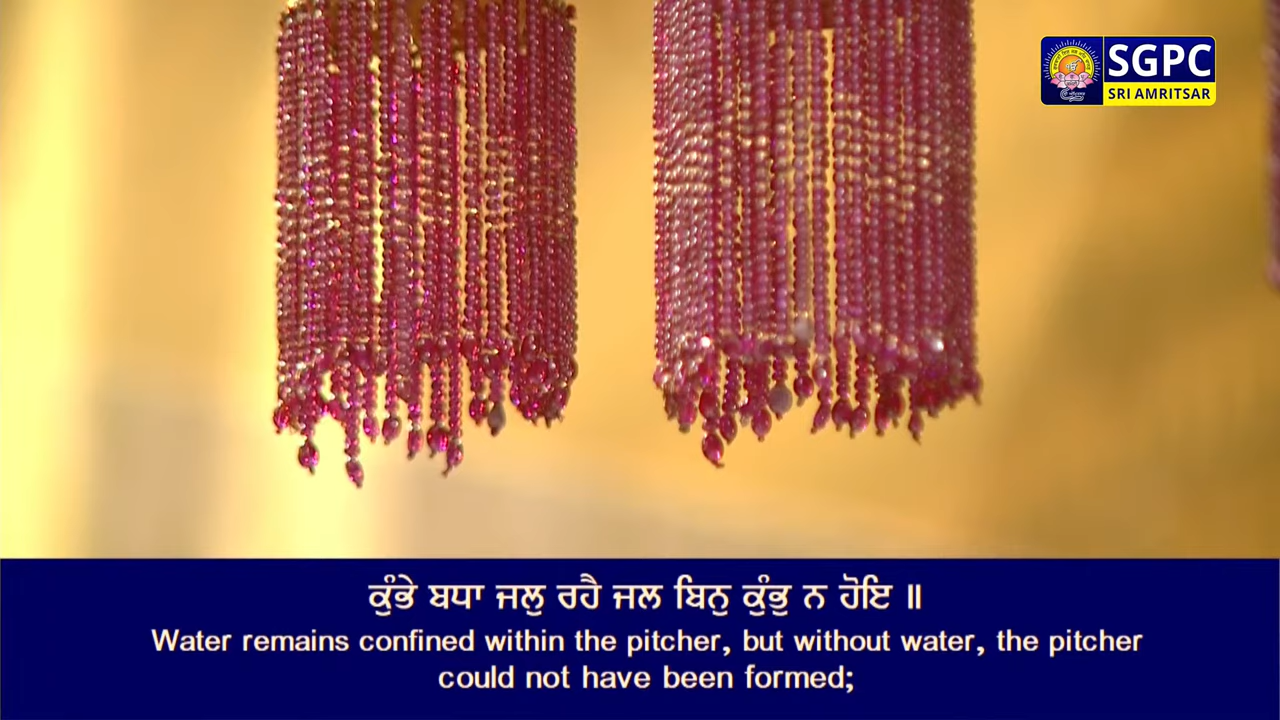 SGPC
SRI AMRITSAR
ਕੁੰਭੇ ਬਧਾ ਜਲੁ ਰਹੈ ਜਲ ਬਿਨੁ ਕੁੰਭੁ ਨ ਹੋਇ ॥
Water remains confined within the pitcher, but without water, the pitcher
could not have been formed;